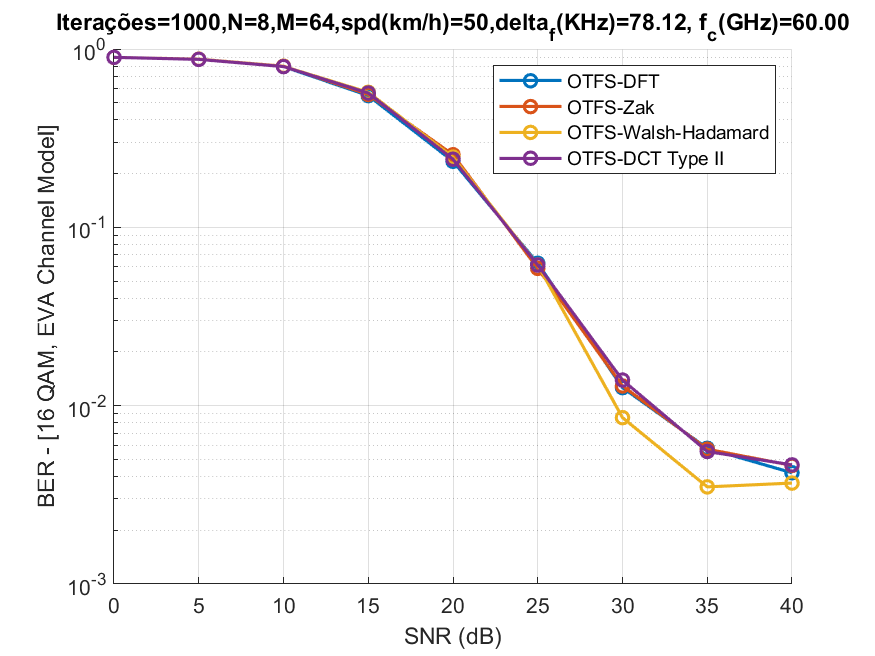 Iterações=1000,N=8,M=64,spd(km/h)=50,delta_f(KHz)=78.12, f_c(GHz)=60.00
10^0
10^-1
10^-2
10^-3
BER - [16 QAM, EVA Channel Model]
OTFS-DFT
OTFS-Zak
OTFS-Walsh-Hadamard
OTFS-DCT Type II
0 5 10 15 20 25 30 35 40
SNR (dB)